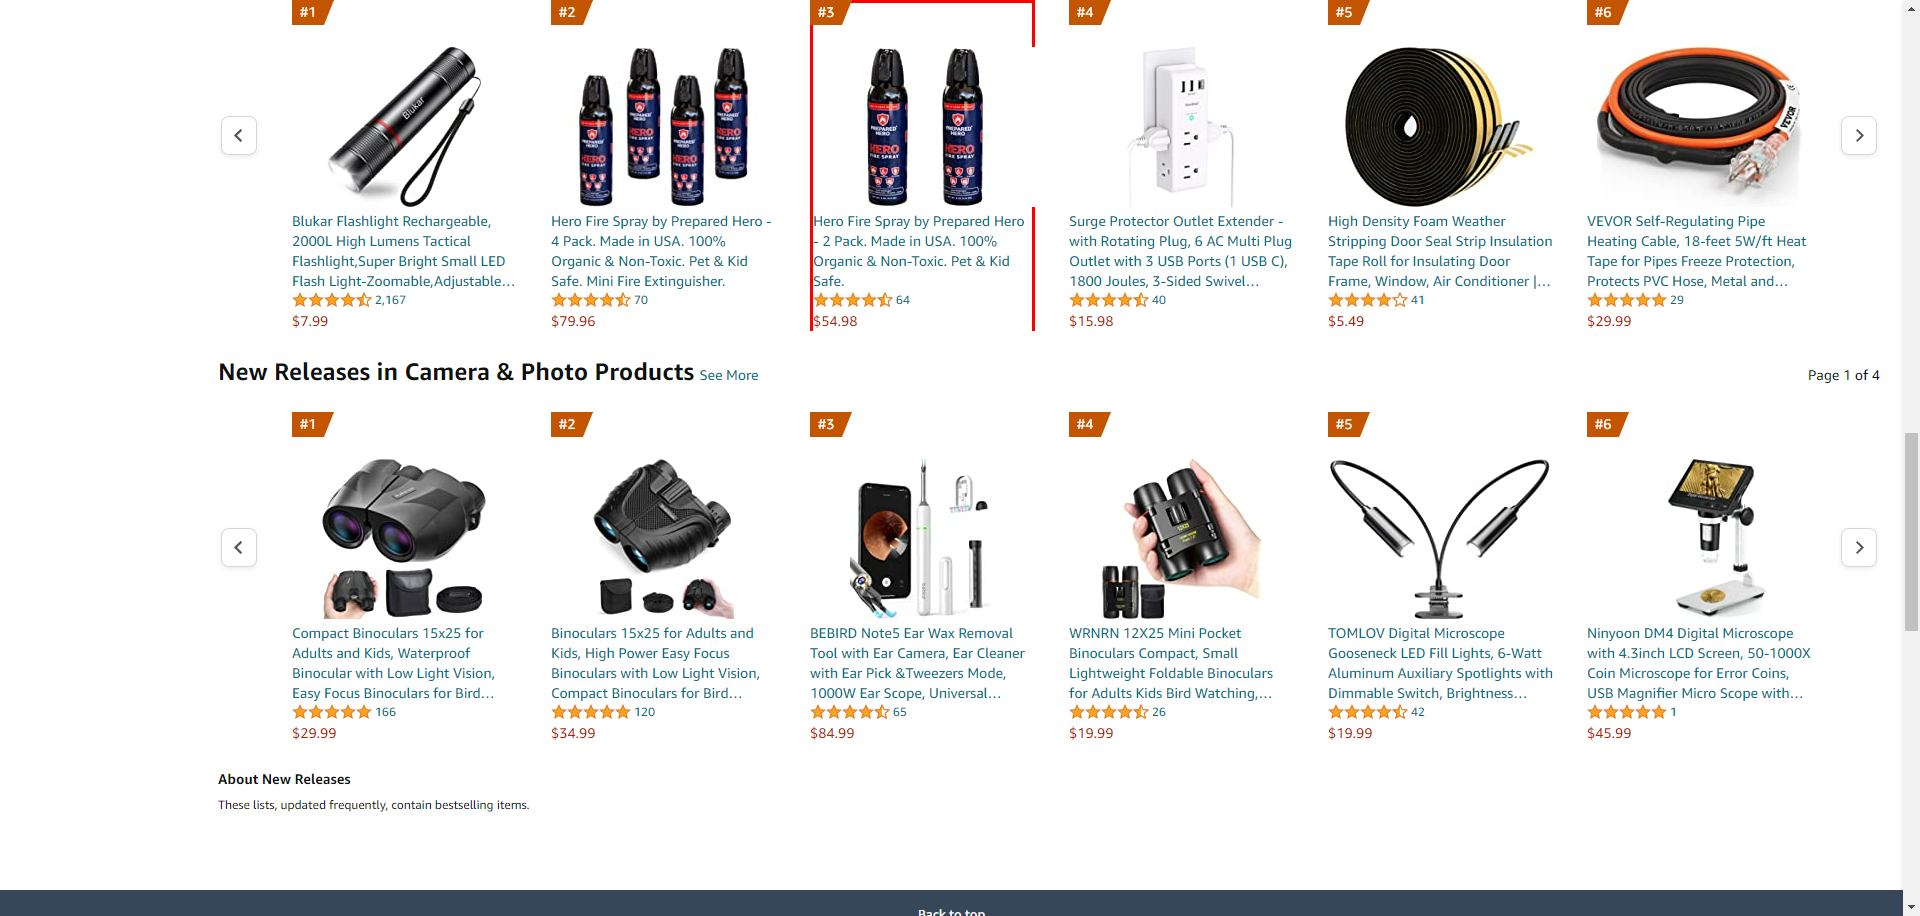 #1
#2
#3
#4
#5
#6
Blukar
PREPARED HERO
HERO
FIRE SPRAY
PREPARED HERO
HERO
FIRE SPRAY
VEVOR
Blukar Flashlight Rechargeable,
2000L High Lumens Tactical
Flashlight,Super Bright Small LED
Flash Light-Zoomable,Adjustable...
2,167
$7.99
Hero Fire Spray by Prepared Hero -
4 Pack. Made in USA. 100%
Organic & Non-Toxic. Pet & Kid
Safe. Mini Fire Extinguisher.
70
$79.96
Hero Fire Spray by Prepared Hero
- 2 Pack. Made in USA. 100%
Organic & Non-Toxic. Pet & Kid
Safe.
64
$54.98
Surge Protector Outlet Extender -
with Rotating Plug, 6 AC Multi Plug
Outlet with 3 USB Ports (1 USB C),
1800 Joules, 3-Sided Swivel...
40
$15.98
High Density Foam Weather
Stripping Door Seal Strip Insulation
Tape Roll for Insulating Door
Frame, Window, Air Conditioner |...
41
$5.49
VEVOR Self-Regulating Pipe
Heating Cable, 18-feet 5W/ft Heat
Tape for Pipes Freeze Protection,
Protects PVC Hose, Metal and...
29
$29.99
New Releases in Camera & Photo Products See More
Page 1 of 4
#1
#2
#3
#4
#5
#6
Compact Binoculars 15x25 for
Adults and Kids, Waterproof
Binocular with Low Light Vision,
Easy Focus Binoculars for Bird...
166
$29.99
Binoculars 15x25 for Adults and
Kids, High Power Easy Focus
Binoculars with Low Light Vision,
Compact Binoculars for Bird...
120
$34.99
BEBIRD Note5 Ear Wax Removal
Tool with Ear Camera, Ear Cleaner
with Ear Pick &Tweezers Mode,
1000W Ear Scope, Universal...
65
$84.99
WRNRN 12X25 Mini Pocket
Binoculars Compact, Small
Lightweight Foldable Binoculars
for Adults Kids Bird Watching,...
26
$19.99
TOMLOV Digital Microscope
Gooseneck LED Fill Lights, 6-Watt
Aluminum Auxiliary Spotlights with
Dimmable Switch, Brightness...
42
$19.99
Ninyoon DM4 Digital Microscope
with 4.3inch LCD Screen, 50-1000X
Coin Microscope for Error Coins,
USB Magnifier Micro Scope with...
1
$45.99
About New Releases
These lists, updated frequently, contain bestselling items.
Back to top